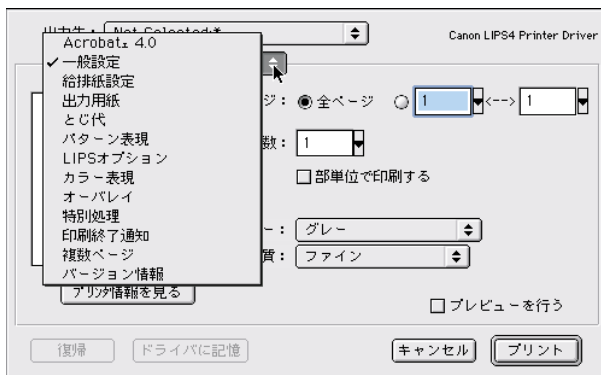 出力先： Not Selected:*
Canon LIPS4 Printer Driver
Acrobat™ 4.0
✓一般設定
給排紙設定
出力用紙
とじ代
パターン表現
LIPSオプション
カラー表現
オーバレイ
特別処理
印刷終了通知
複数ページ
バージョン情報
ジ： 全ページ 1 <--> 1
数： 1
部単位で印刷する
ー： グレー
質： ファイン
プリンタ情報を見る
プレビューを行う
復帰 ドライバに記憶 キャンセル プリント